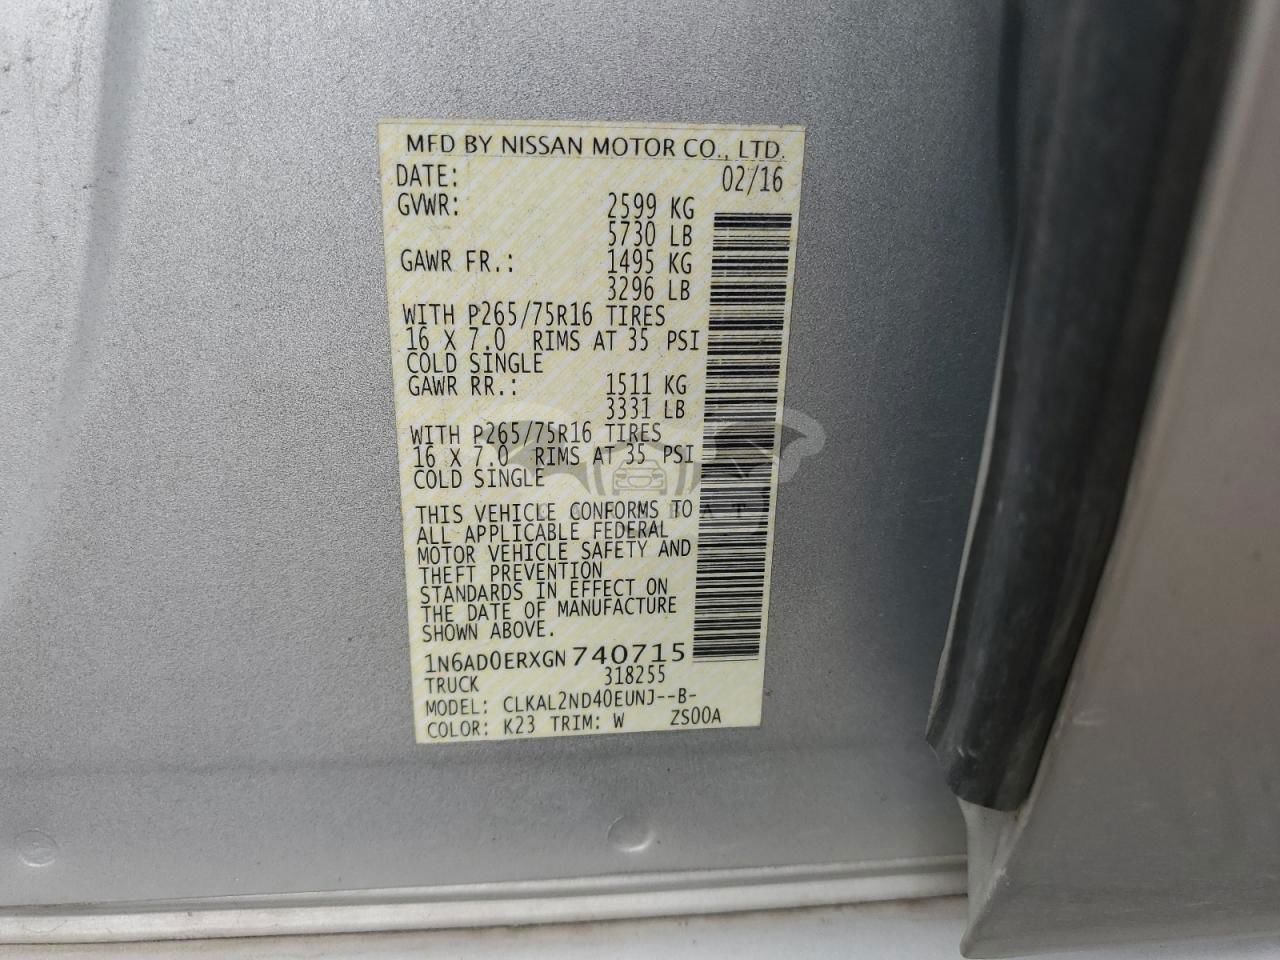 MFD BY NISSAN MOTOR CO., LTD.
DATE: 02/16
GVWR: 2599 KG
5730 LB
GAWR FR.: 1495 KG
3296 LB
WITH P265/75R16 TIRES
16 X 7.0 RIMS AT 35 PSI
COLD SINGLE
GAWR RR.: 1511 KG
3331 LB
WITH P265/75R16 TIRES
16 X 7.0 RIMS AT 35 PSI
COLD SINGLE
THIS VEHICLE CONFORMS TO
ALL APPLICABLE FEDERAL
MOTOR VEHICLE SAFETY AND
THEFT PREVENTION
STANDARDS IN EFFECT ON
THE DATE OF MANUFACTURE
SHOWN ABOVE.
1N6AD0ERXGN740715
TRUCK 318255
MODEL: CLKAL2ND40EUNJ--B-
COLOR: K23 TRIM: W ZS00A